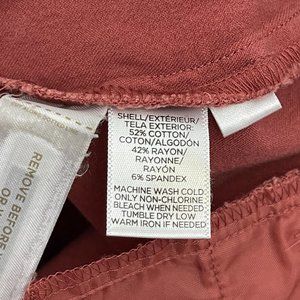 SHELL/EXTÉRIEUR/
TELA EXTERIOR:
52% COTTON/
COTON/ALGODÓN
42% RAYON/
RAYONNE/
RAYÓN
6% SPANDEX
MACHINE WASH COLD
ONLY NON-CHLORINE
BLEACH WHEN NEEDED
TUMBLE DRY LOW
WARM IRON IF NEEDED
REMOVE BEFORE